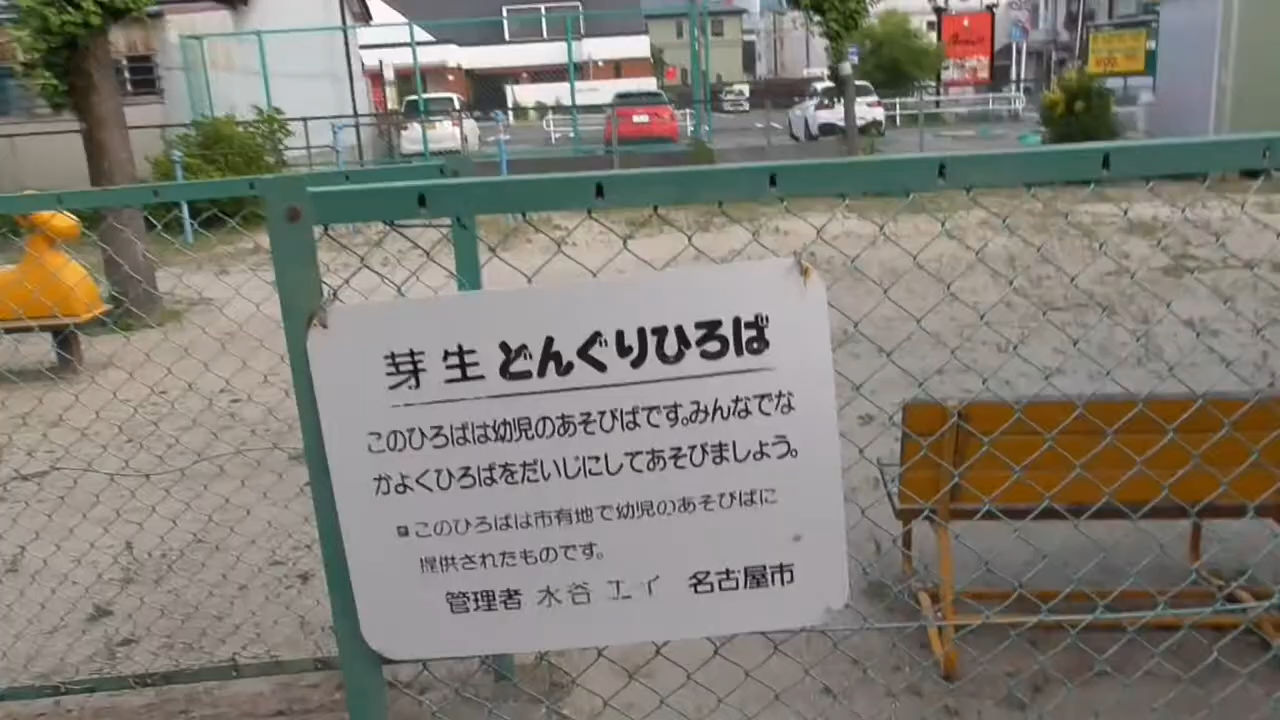 芽生 どんぐりひろば
このひろばは幼児のあそびばです。みんなでな
かよくひろばをだいじにしてあそびましょう。
■このひろばは市有地で幼児のあそびばに
提供されたものです。
管理者 水谷 エイ 名古屋市